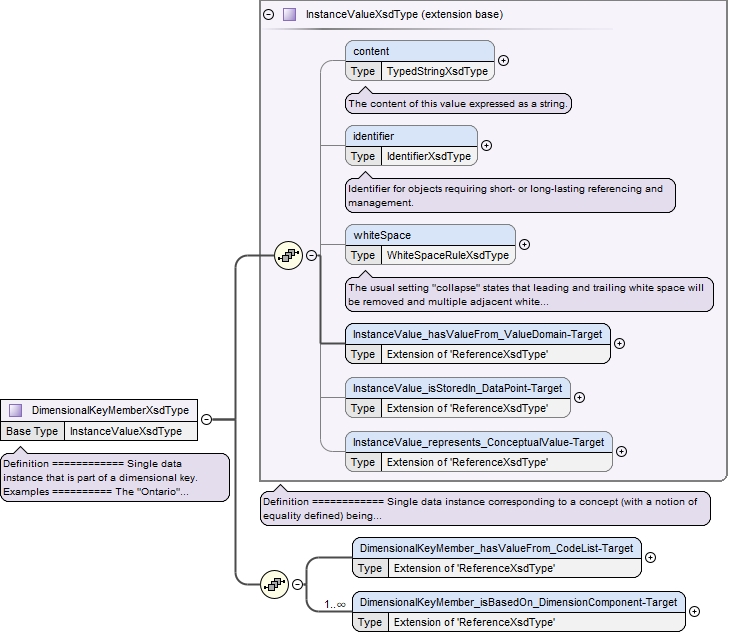 InstanceValueXsdType (extension base)
content
Type TypedStringXsdType
The content of this value expressed as a string.
identifier
Type IdentifierXsdType
Identifier for objects requiring short- or long-lasting referencing and
management.
whiteSpace
Type WhiteSpaceRuleXsdType
The usual setting "collapse" states that leading and trailing white space will
be removed and multiple adjacent white...
InstanceValue_hasValueFrom_ValueDomain-Target
Type Extension of 'ReferenceXsdType'
InstanceValue_isStoredIn_DataPoint-Target
Type Extension of 'ReferenceXsdType'
InstanceValue_represents_ConceptualValue-Target
Type Extension of 'ReferenceXsdType'
DimensionalKeyMemberXsdType
Base Type InstanceValueXsdType
Definition ============ Single data
instance that is part of a dimensional key.
Examples ========== The "Ontario"...
Definition ============ Single data instance corresponding to a concept (with a notion of
equality defined) being...
DimensionalKeyMember_hasValueFrom_CodeList-Target
Type Extension of 'ReferenceXsdType'
1..∞
DimensionalKeyMember_isBasedOn_DimensionComponent-Target
Type Extension of 'ReferenceXsdType'